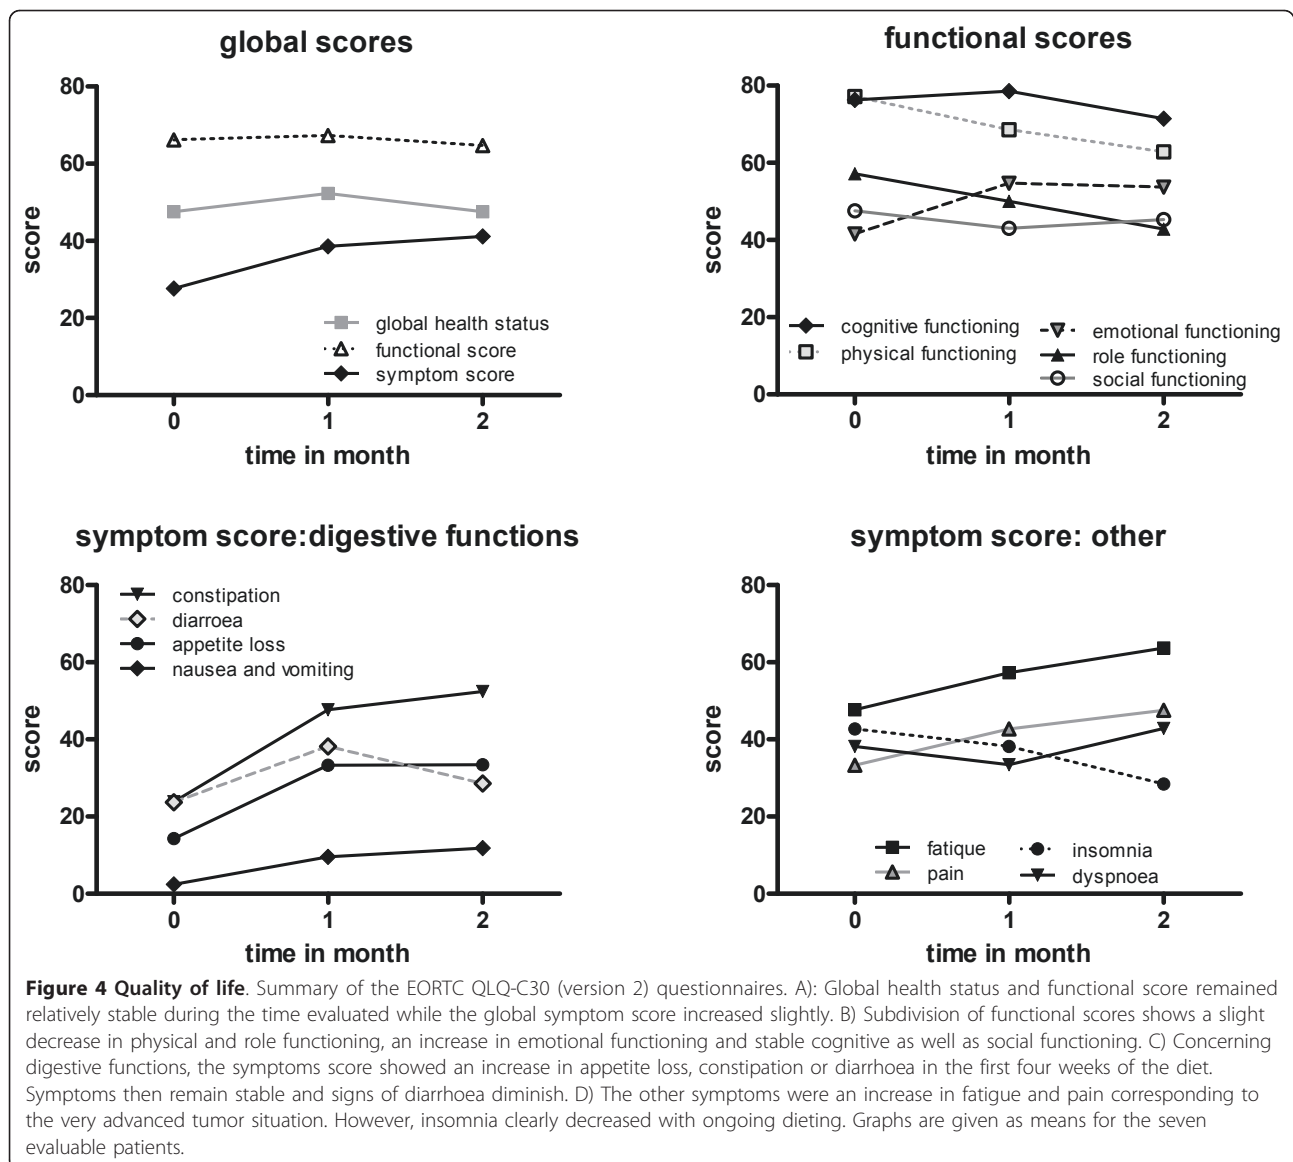 global scores
80
60
40
20
0
score
global health status
functional score
symptom score
0 1 2
time in month
functional scores
80
60
40
20
0
score
cognitive functioning
physical functioning
emotional functioning
role functioning
social functioning
0 1 2
time in month
symptom score:digestive functions
80
60
40
20
0
score
constipation
diarroea
appetite loss
nausea and vomiting
0 1 2
time in month
symptom score: other
80
60
40
20
0
score
fatique
pain
insomnia
dyspnoea
0 1 2
time in month
Figure 4 Quality of life. Summary of the EORTC QLQ-C30 (version 2) questionnaires. A): Global health status and functional score remained
relatively stable during the time evaluated while the global symptom score increased slightly. B) Subdivision of functional scores shows a slight
decrease in physical and role functioning, an increase in emotional functioning and stable cognitive as well as social functioning. C) Concerning
digestive functions, the symptoms score showed an increase in appetite loss, constipation or diarrhoea in the first four weeks of the diet.
Symptoms then remain stable and signs of diarrhoea diminish. D) The other symptoms were an increase in fatigue and pain corresponding to
the very advanced tumor situation. However, insomnia clearly decreased with ongoing dieting. Graphs are given as means for the seven
evaluable patients.